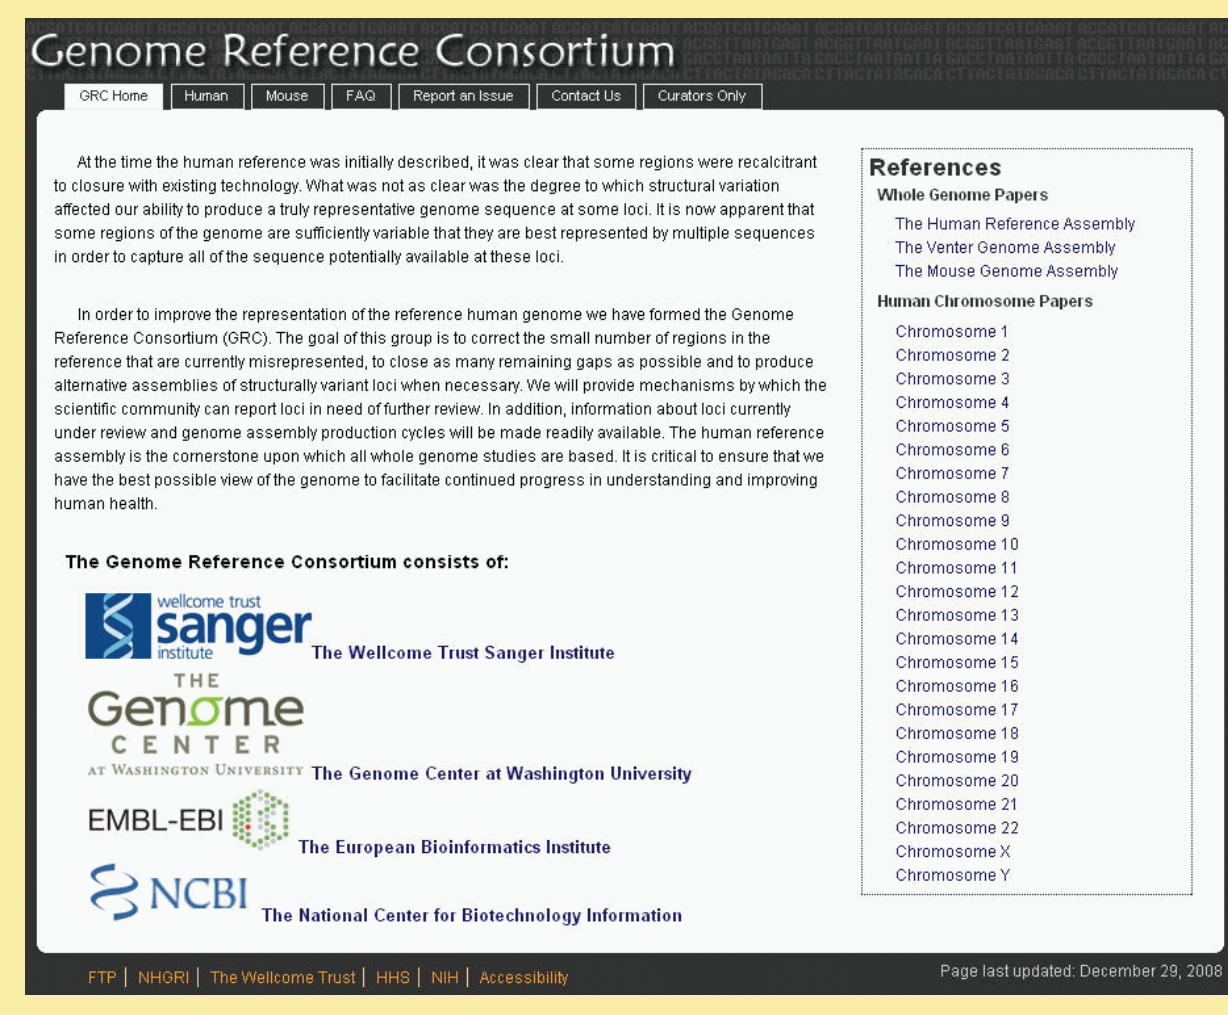 Genome Reference Consortium
GRC Home
Human
Mouse
FAQ
Report an Issue
Contact Us
Curators Only
At the time the human reference was initially described, it was clear that some regions were recalcitrant
to closure with existing technology. What was not as clear was the degree to which structural variation
affected our ability to produce a truly representative genome sequence at some loci. It is now apparent that
some regions of the genome are sufficiently variable that they are best represented by multiple sequences
in order to capture all of the sequence potentially available at these loci.
In order to improve the representation of the reference human genome we have formed the Genome
Reference Consortium (GRC). The goal of this group is to correct the small number of regions in the
reference that are currently misrepresented, to close as many remaining gaps as possible and to produce
alternative assemblies of structurally variant loci when necessary. We will provide mechanisms by which the
scientific community can report loci in need of further review. In addition, information about loci currently
under review and genome assembly production cycles will be made readily available. The human reference
assembly is the cornerstone upon which all whole genome studies are based. It is critical to ensure that we
have the best possible view of the genome to facilitate continued progress in understanding and improving
human health.
The Genome Reference Consortium consists of:
wellcome trust
sanger
institute
The Wellcome Trust Sanger Institute
THE
Genome
CENTER
AT WASHINGTON UNIVERSITY
The Genome Center at Washington University
EMBL-EBI
The European Bioinformatics Institute
NCBI
The National Center for Biotechnology Information
References
Whole Genome Papers
The Human Reference Assembly
The Venter Genome Assembly
The Mouse Genome Assembly
Human Chromosome Papers
Chromosome 1
Chromosome 2
Chromosome 3
Chromosome 4
Chromosome 5
Chromosome 6
Chromosome 7
Chromosome 8
Chromosome 9
Chromosome 10
Chromosome 11
Chromosome 12
Chromosome 13
Chromosome 14
Chromosome 15
Chromosome 16
Chromosome 17
Chromosome 18
Chromosome 19
Chromosome 20
Chromosome 21
Chromosome 22
Chromosome X
Chromosome Y
FTP | NHGRI | The Wellcome Trust | HHS | NIH | Accessibility
Page last updated: December 29, 2008